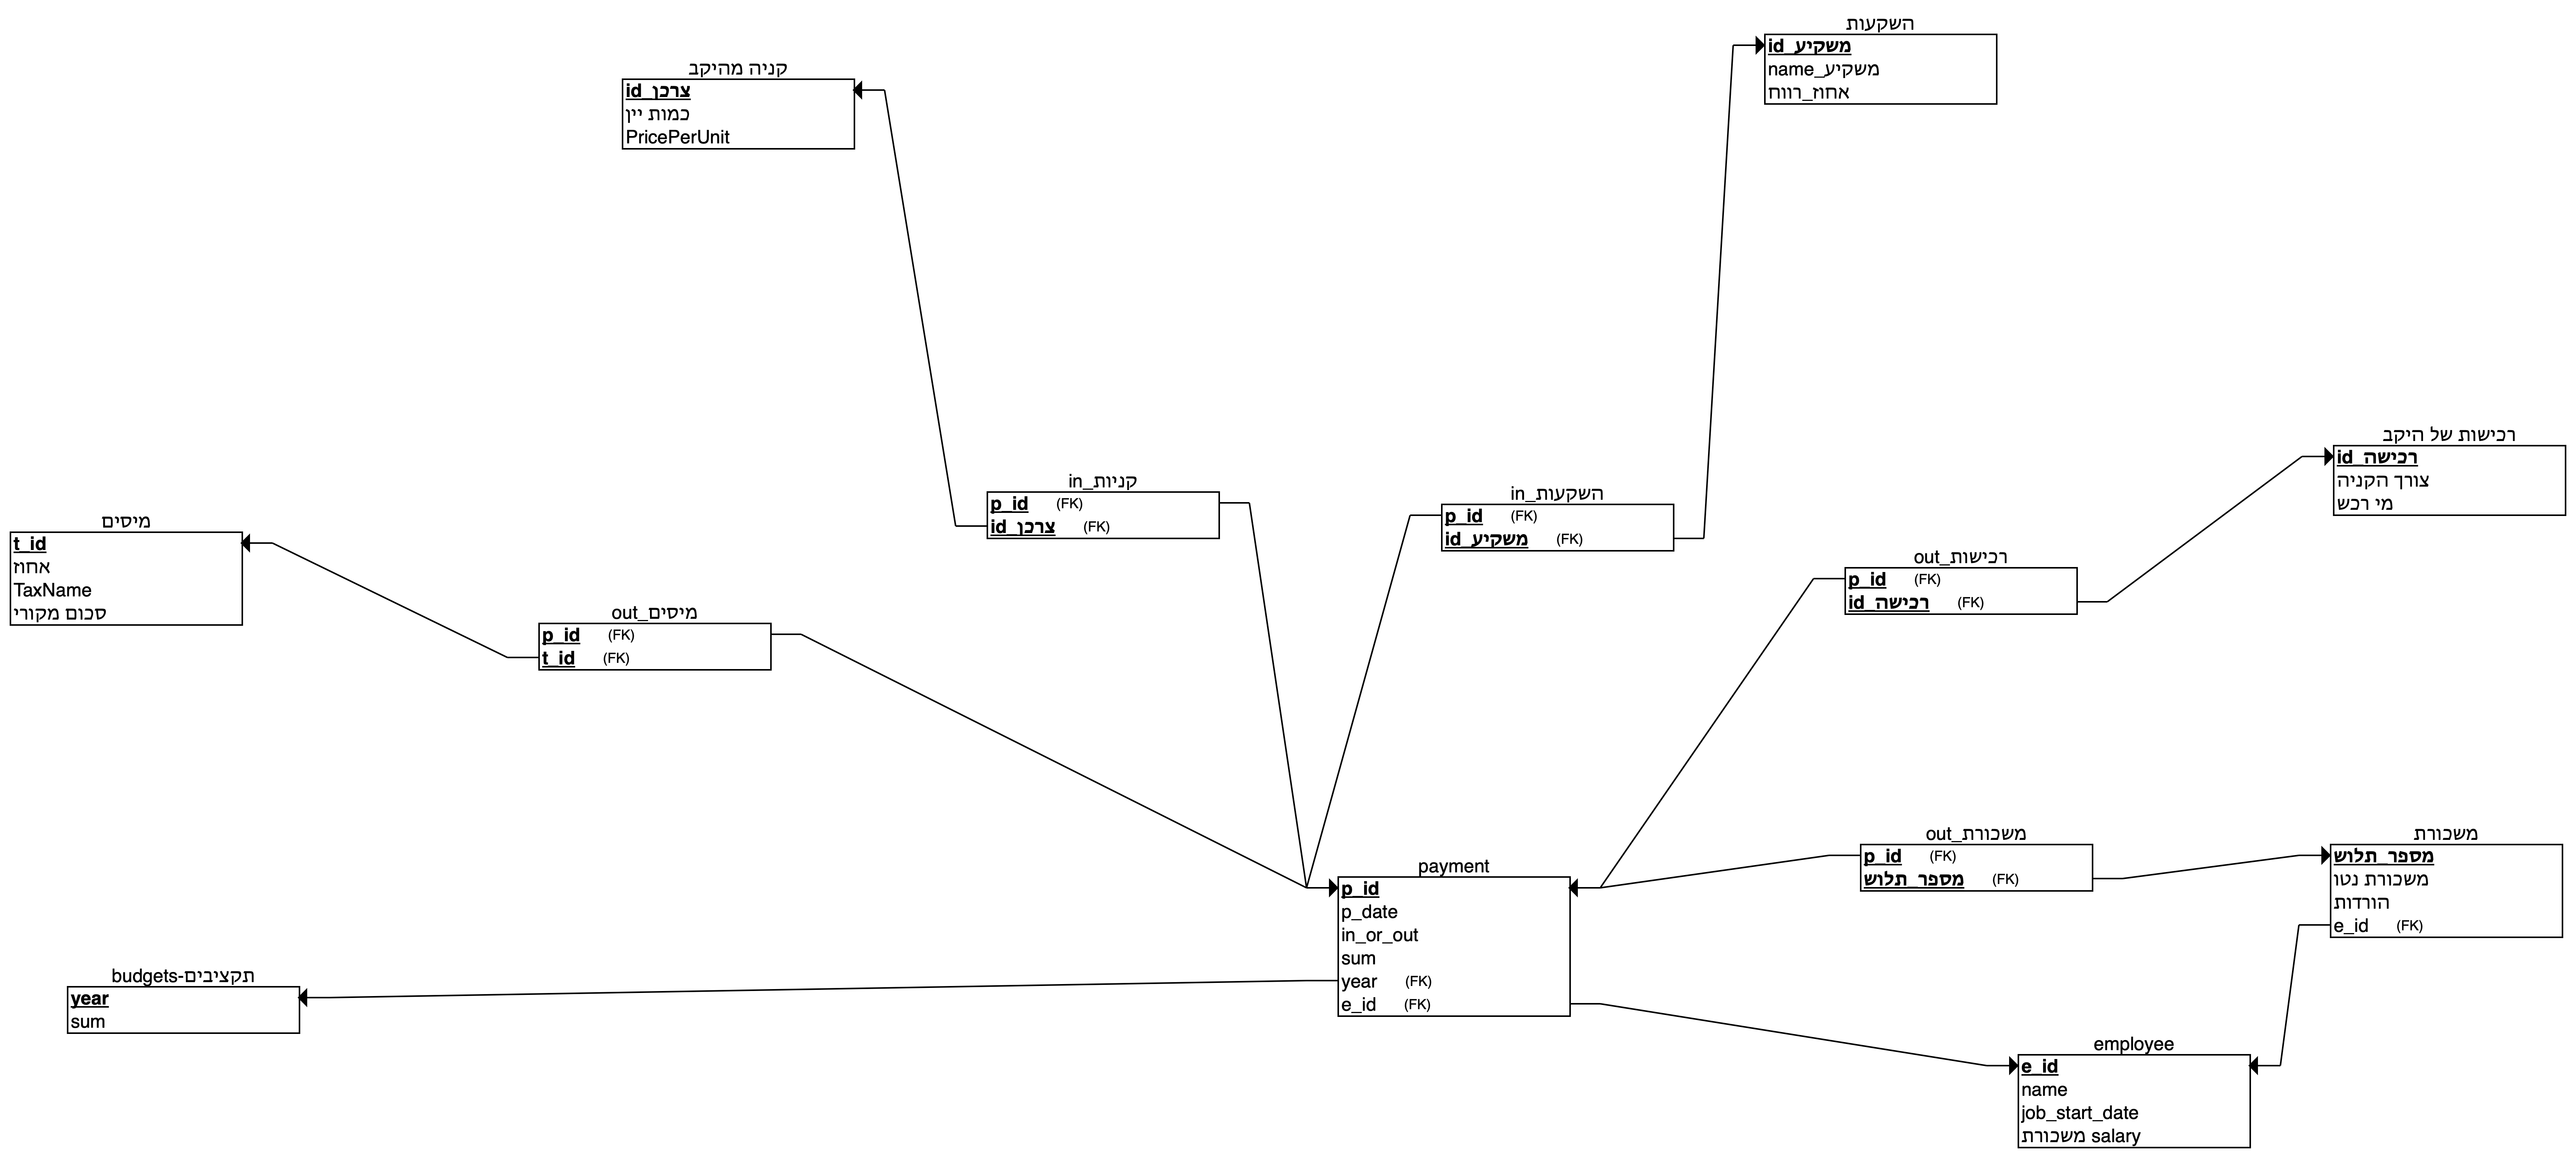 השקעות
id_משקיע
name_משקיע
אחוז_רווח
קניה מהיקב
id_צרכן
כמות יין
PricePerUnit
רכישות של היקב
id_רכישה
צורך הקניה
מי רכש
in_קניות
p_id (FK)
id_צרכן (FK)
in_השקעות
p_id (FK)
id_משקיע (FK)
מיסים
t_id
אחוז
TaxName
סכום מקורי
out_רכישות
p_id (FK)
id_רכישה (FK)
out_מיסים
p_id (FK)
t_id (FK)
out_משכורת
p_id (FK)
מספר_תלוש (FK)
משכורת
מספר_תלוש
משכורת נטו
הורדות
e_id (FK)
payment
p_id
p_date
in_or_out
sum
year (FK)
e_id (FK)
budgets-תקציבים
year
sum
employee
e_id
name
job_start_date
משכורת salary